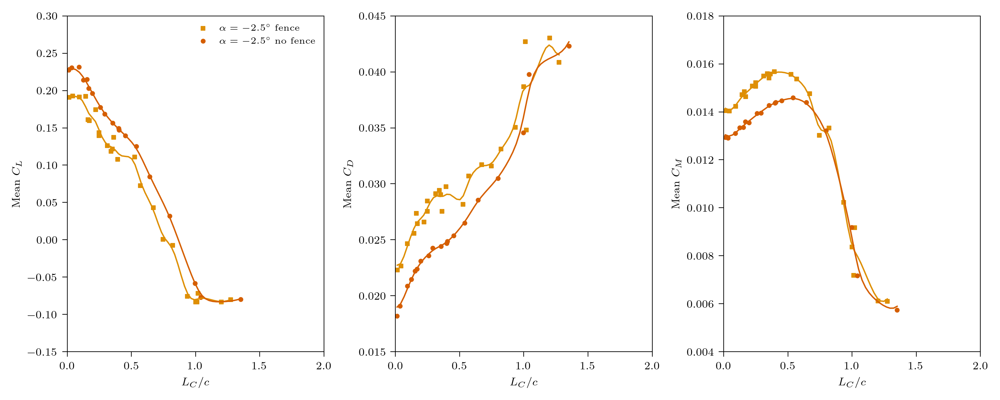 0.30
0.25
0.20
0.15
0.10
0.05
0.00
−0.05
−0.10
−0.15
Mean C_L
α = −2.5° fence
α = −2.5° no fence
0.0 0.5 1.0 1.5 2.0
L_C/c
0.045
0.040
0.035
0.030
0.025
0.020
0.015
Mean C_D
0.0 0.5 1.0 1.5 2.0
L_C/c
0.018
0.016
0.014
0.012
0.010
0.008
0.006
0.004
Mean C_M
0.0 0.5 1.0 1.5 2.0
L_C/c